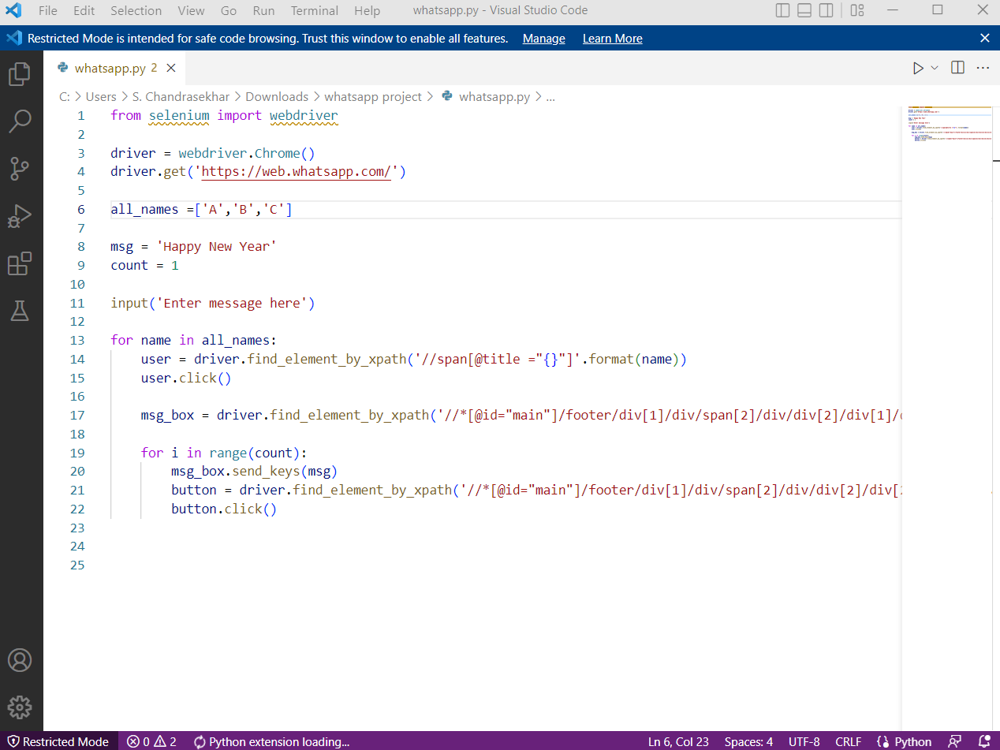 File Edit Selection View Go Run Terminal Help whatsapp.py - Visual Studio Code
Restricted Mode is intended for safe code browsing. Trust this window to enable all features. Manage Learn More
whatsapp.py 2
C: > Users > S. Chandrasekhar > Downloads > whatsapp project > whatsapp.py > ...
1 from selenium import webdriver
2
3 driver = webdriver.Chrome()
4 driver.get('https://web.whatsapp.com/')
5
6 all_names =['A','B','C']
7
8 msg = 'Happy New Year'
9 count = 1
10
11 input('Enter message here')
12
13 for name in all_names:
14     user = driver.find_element_by_xpath('//span[@title ="{}"]'.format(name))
15     user.click()
16
17     msg_box = driver.find_element_by_xpath('//*[@id="main"]/footer/div[1]/div/span[2]/div/div[2]/div[1]/
18
19     for i in range(count):
20         msg_box.send_keys(msg)
21         button = driver.find_element_by_xpath('//*[@id="main"]/footer/div[1]/div/span[2]/div/div[2]/div[
22         button.click()
23
24
25
Restricted Mode 0 2 Python extension loading... Ln 6, Col 23 Spaces: 4 UTF-8 CRLF Python